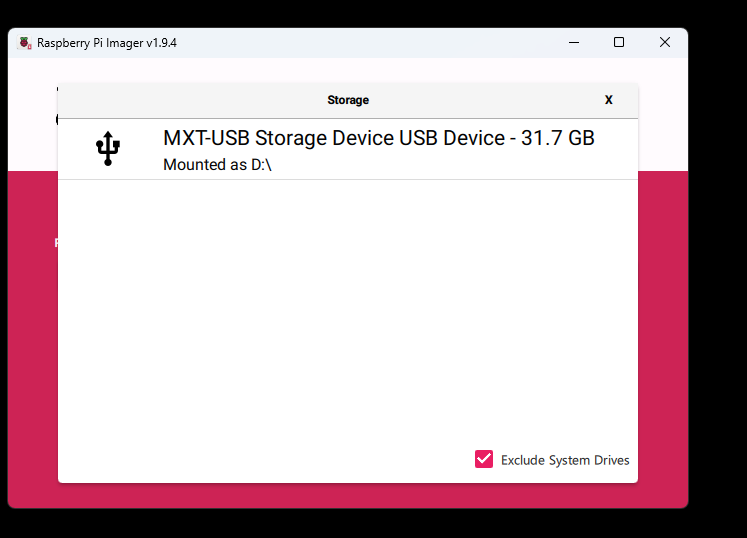 Raspberry Pi Imager v1.9.4
Storage
X
MXT-USB Storage Device USB Device - 31.7 GB
Mounted as D:\
Exclude System Drives